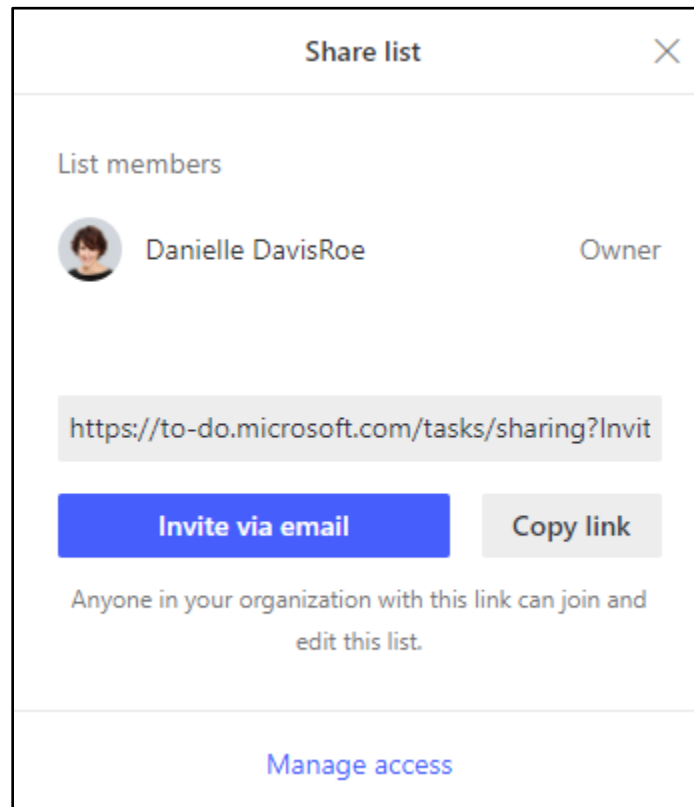 Share list
List members
Danielle DavisRoe Owner
https://to-do.microsoft.com/tasks/sharing?Invit
Invite via email Copy link
Anyone in your organization with this link can join and
edit this list.
Manage access